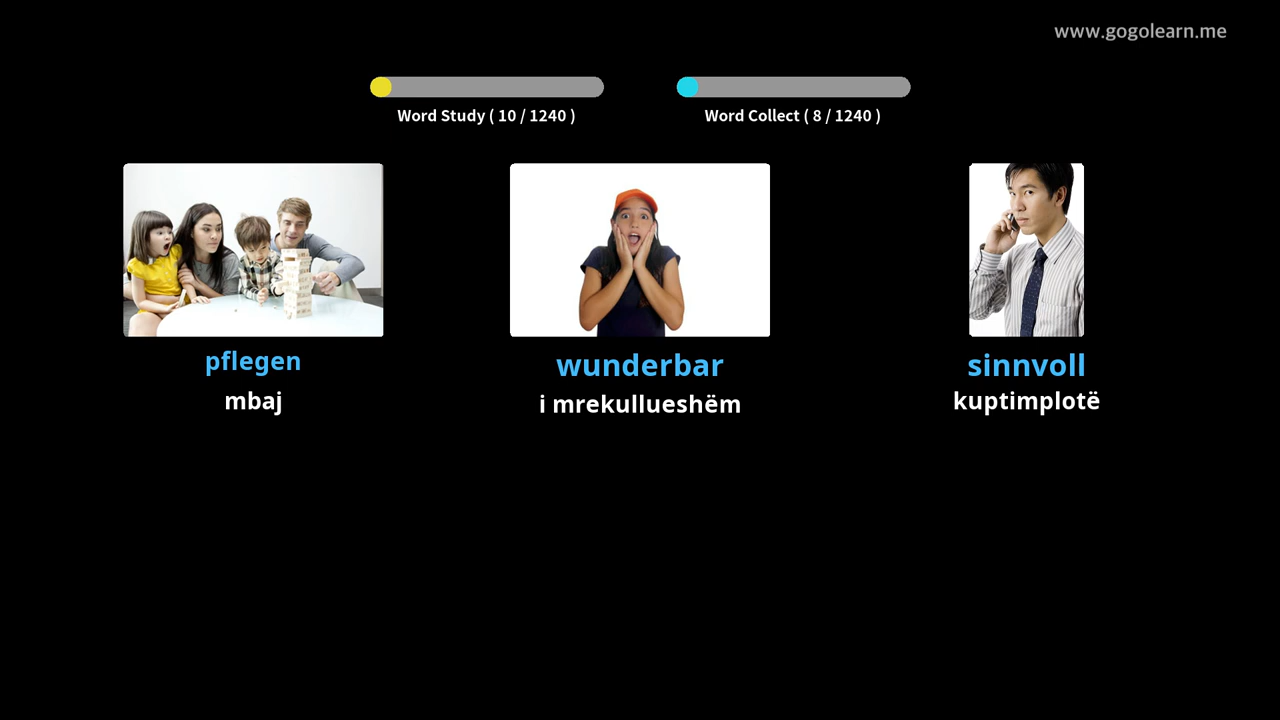 www.gogolearn.me
Word Study ( 10 / 1240 )
Word Collect ( 8 / 1240 )
pflegen
mbaj
wunderbar
i mrekullueshëm
sinnvoll
kuptimplotë